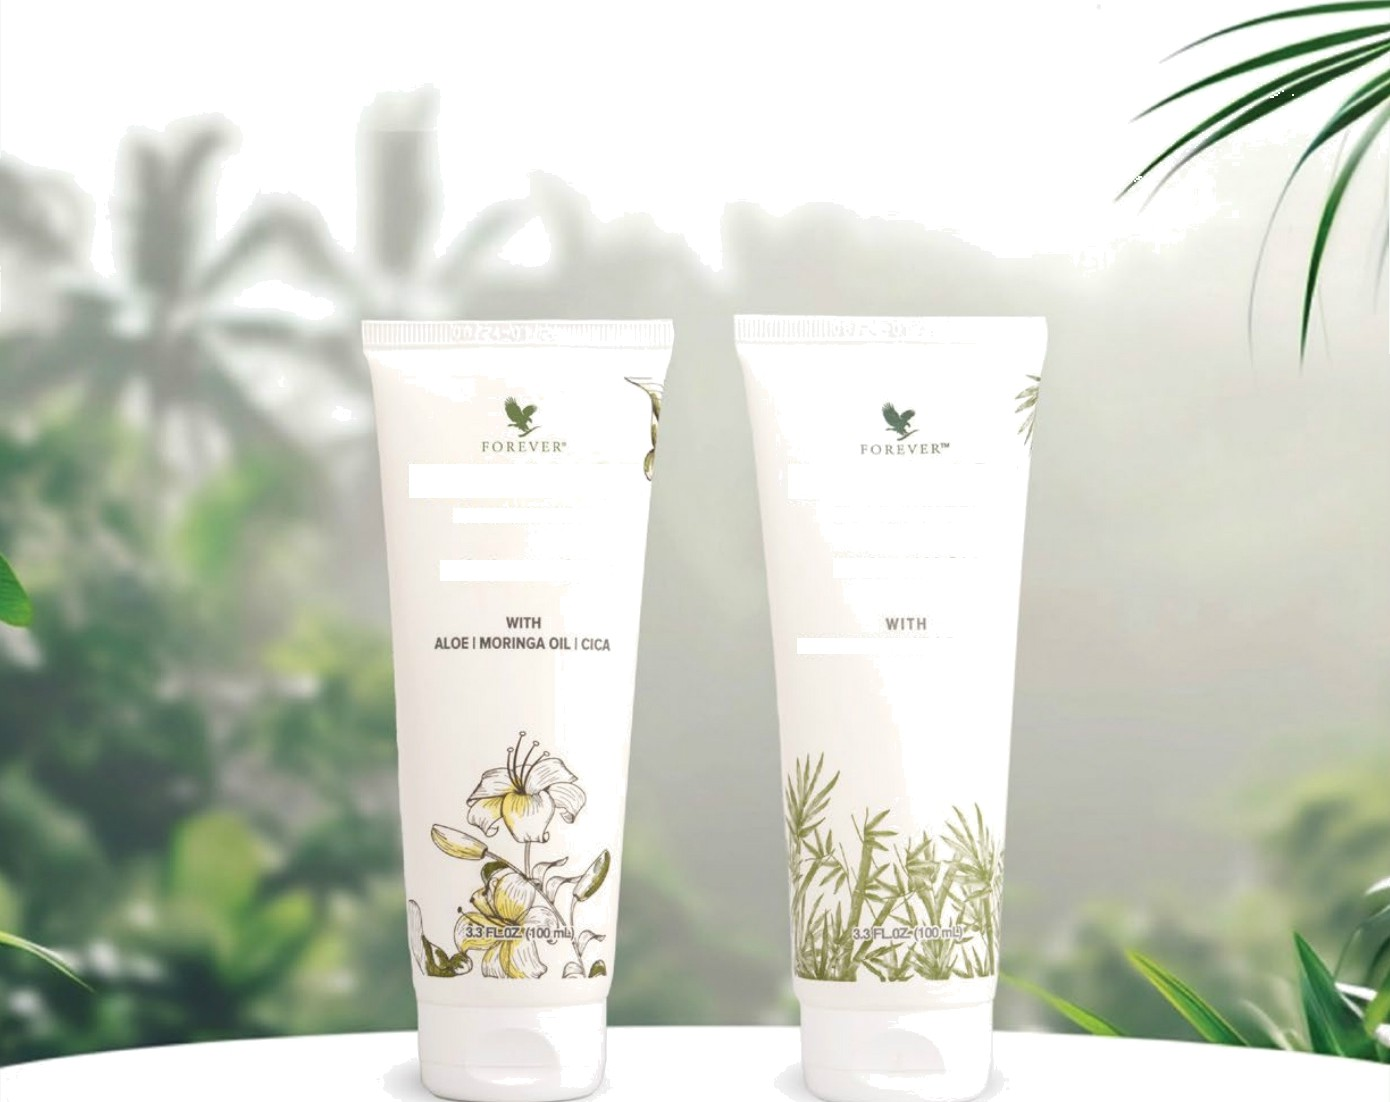 FOREVER®
WITH
ALOE | MORINGA OIL | CICA
3.3 FL.OZ. (100 mL)
FOREVER™
WITH
3.3 FL.OZ. (100 mL)